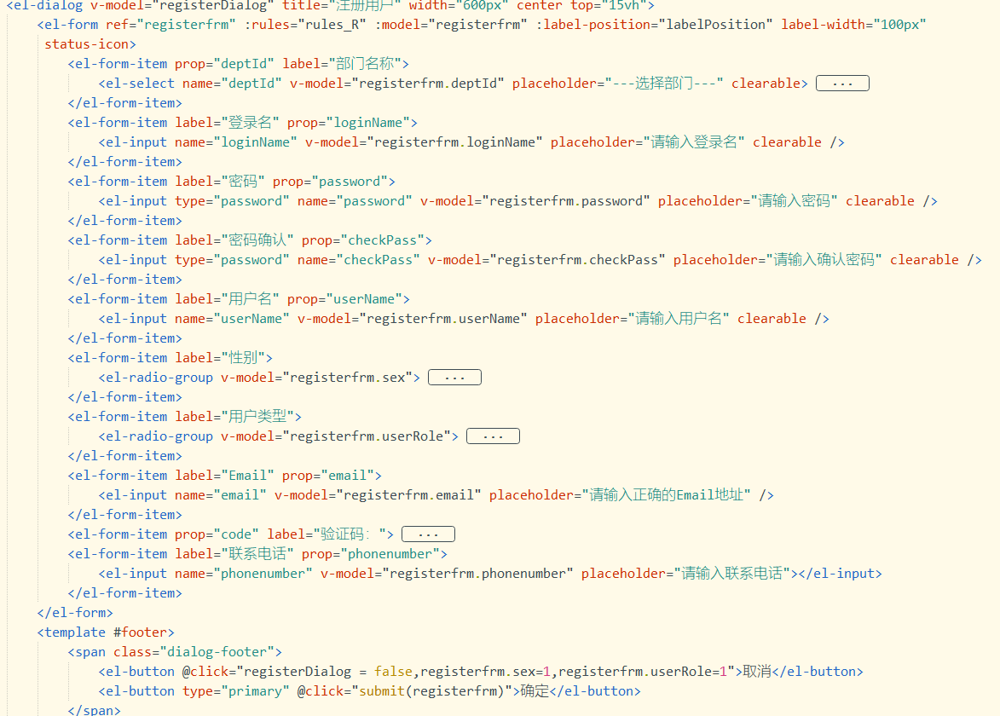 <el-dialog v-model="registerDialog" title="注册用户" width="600px" center top="15vh">
<el-form ref="registerfrm" :rules="rules_R" :model="registerfrm" :label-position="labelPosition" label-width="100px"
status-icon>
<el-form-item prop="deptId" label="部门名称">
<el-select name="deptId" v-model="registerfrm.deptId" placeholder="---选择部门---" clearable> ...
</el-form-item>
<el-form-item label="登录名" prop="loginName">
<el-input name="loginName" v-model="registerfrm.loginName" placeholder="请输入登录名" clearable />
</el-form-item>
<el-form-item label="密码" prop="password">
<el-input type="password" name="password" v-model="registerfrm.password" placeholder="请输入密码" clearable />
</el-form-item>
<el-form-item label="密码确认" prop="checkPass">
<el-input type="password" name="checkPass" v-model="registerfrm.checkPass" placeholder="请输入确认密码" clearable />
</el-form-item>
<el-form-item label="用户名" prop="userName">
<el-input name="userName" v-model="registerfrm.userName" placeholder="请输入用户名" clearable />
</el-form-item>
<el-form-item label="性别">
<el-radio-group v-model="registerfrm.sex"> ...
</el-form-item>
<el-form-item label="用户类型">
<el-radio-group v-model="registerfrm.userRole"> ...
</el-form-item>
<el-form-item label="Email" prop="email">
<el-input name="email" v-model="registerfrm.email" placeholder="请输入正确的Email地址" />
</el-form-item>
<el-form-item prop="code" label="验证码："> ...
<el-form-item label="联系电话" prop="phonenumber">
<el-input name="phonenumber" v-model="registerfrm.phonenumber" placeholder="请输入联系电话"></el-input>
</el-form-item>
</el-form>
<template #footer>
<span class="dialog-footer">
<el-button @click="registerDialog = false,registerfrm.sex=1,registerfrm.userRole=1">取消</el-button>
<el-button type="primary" @click="submit(registerfrm)">确定</el-button>
</span>